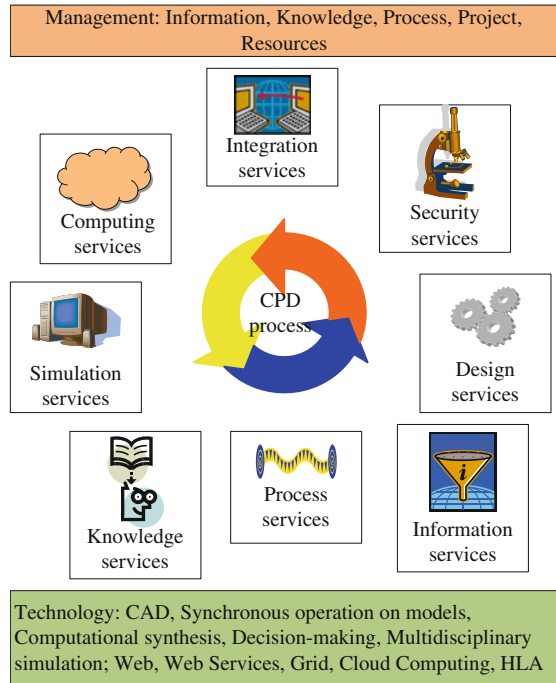 Management: Information, Knowledge, Process, Project,
Resources
Integration
services
Computing
services
Security
services
CPD
process
Simulation
services
Design
services
Knowledge
services
Process
services
i
Information
services
Technology: CAD, Synchronous operation on models,
Computational synthesis, Decision-making, Multidisciplinary
simulation; Web, Web Services, Grid, Cloud Computing, HLA